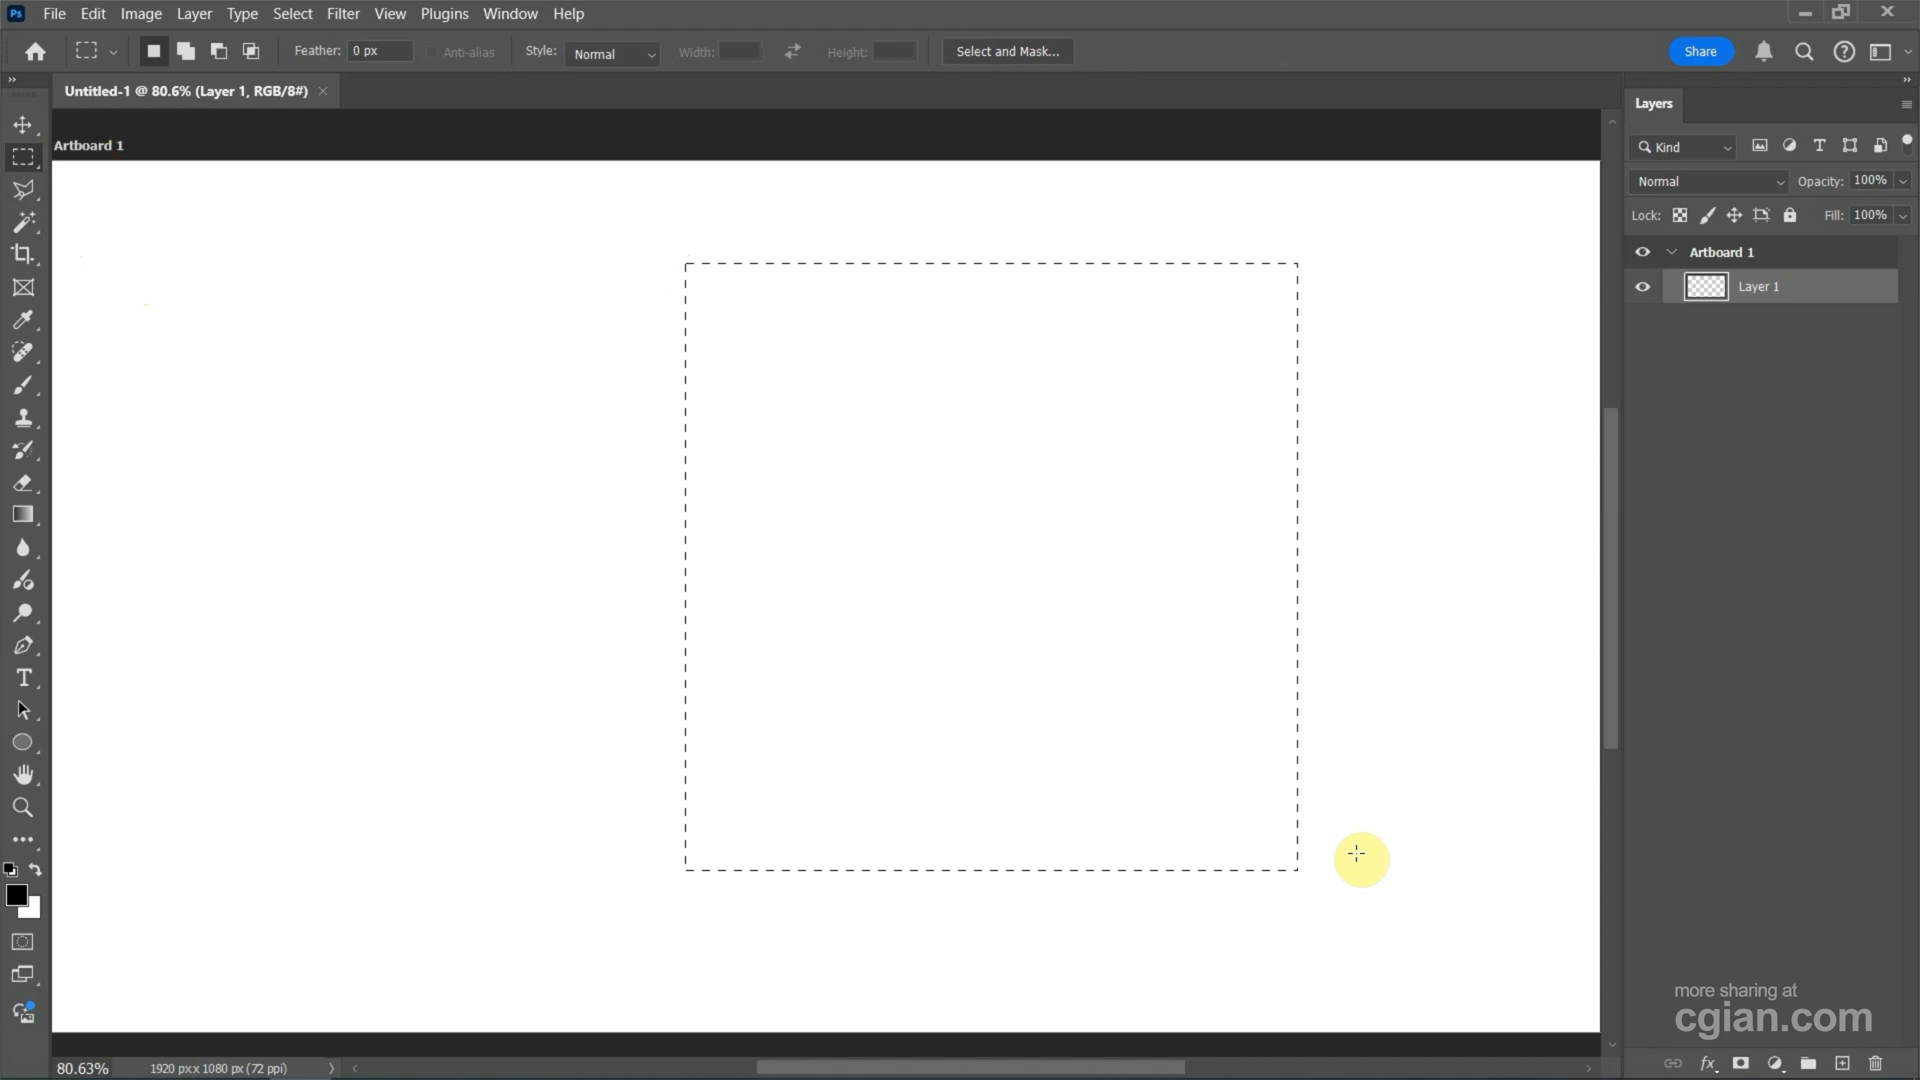 Ps File Edit Image Layer Type Select Filter View Plugins Window Help
Feather: 0 px Anti-alias Style: Normal Width: Height: Select and Mask... Share
Untitled-1 @ 80.6% (Layer 1, RGB/8#)
Artboard 1
Layers
Kind
Normal Opacity: 100%
Lock: Fill: 100%
Artboard 1
Layer 1
more sharing at
cgian.com
80.63% 1920 px x 1080 px (72 ppi)